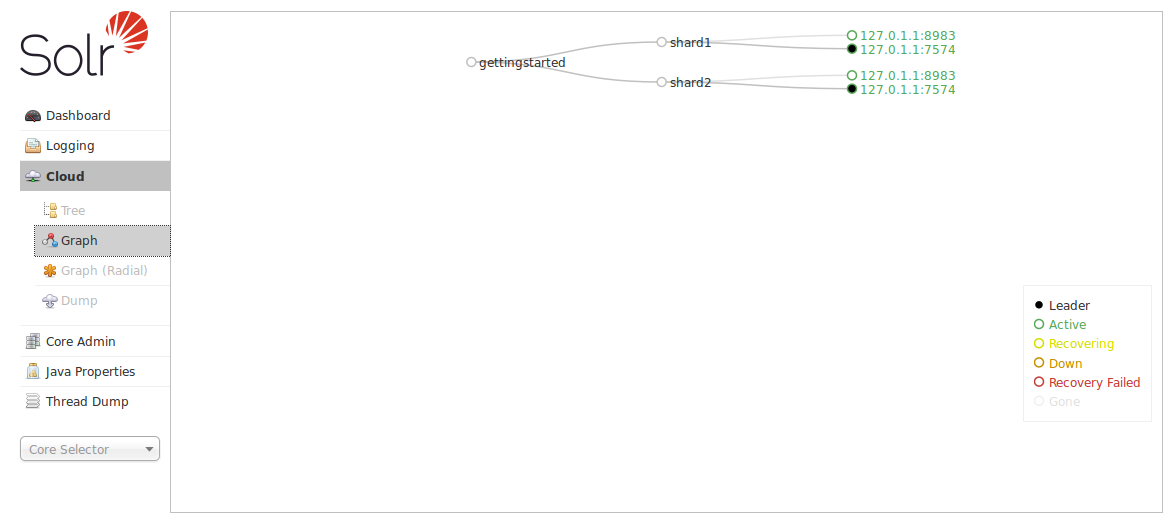 Solr
Dashboard
Logging
Cloud
Tree
Graph
Graph (Radial)
Dump
Core Admin
Java Properties
Thread Dump
Core Selector
gettingstarted
shard1
127.0.1.1:8983
127.0.1.1:7574
shard2
127.0.1.1:8983
127.0.1.1:7574
Leader
Active
Recovering
Down
Recovery Failed
Gone